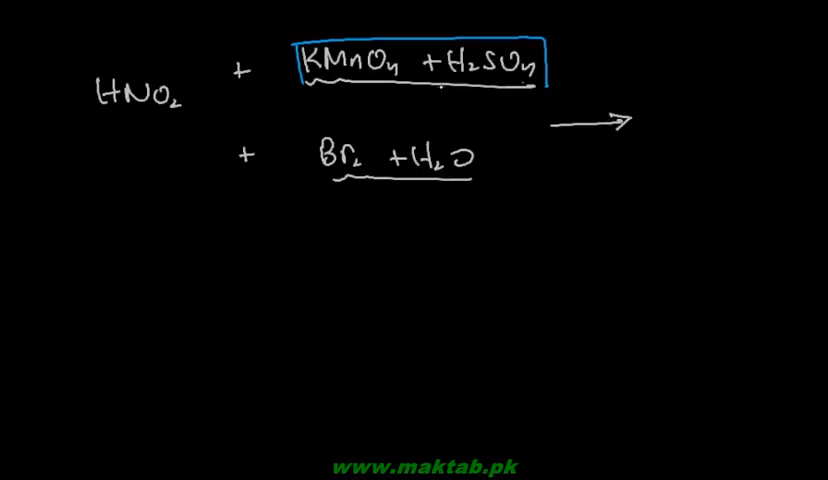 HNO₂ + KMnO₄ + H₂SO₄
+ Br₂ + H₂O
www.maktab.pk